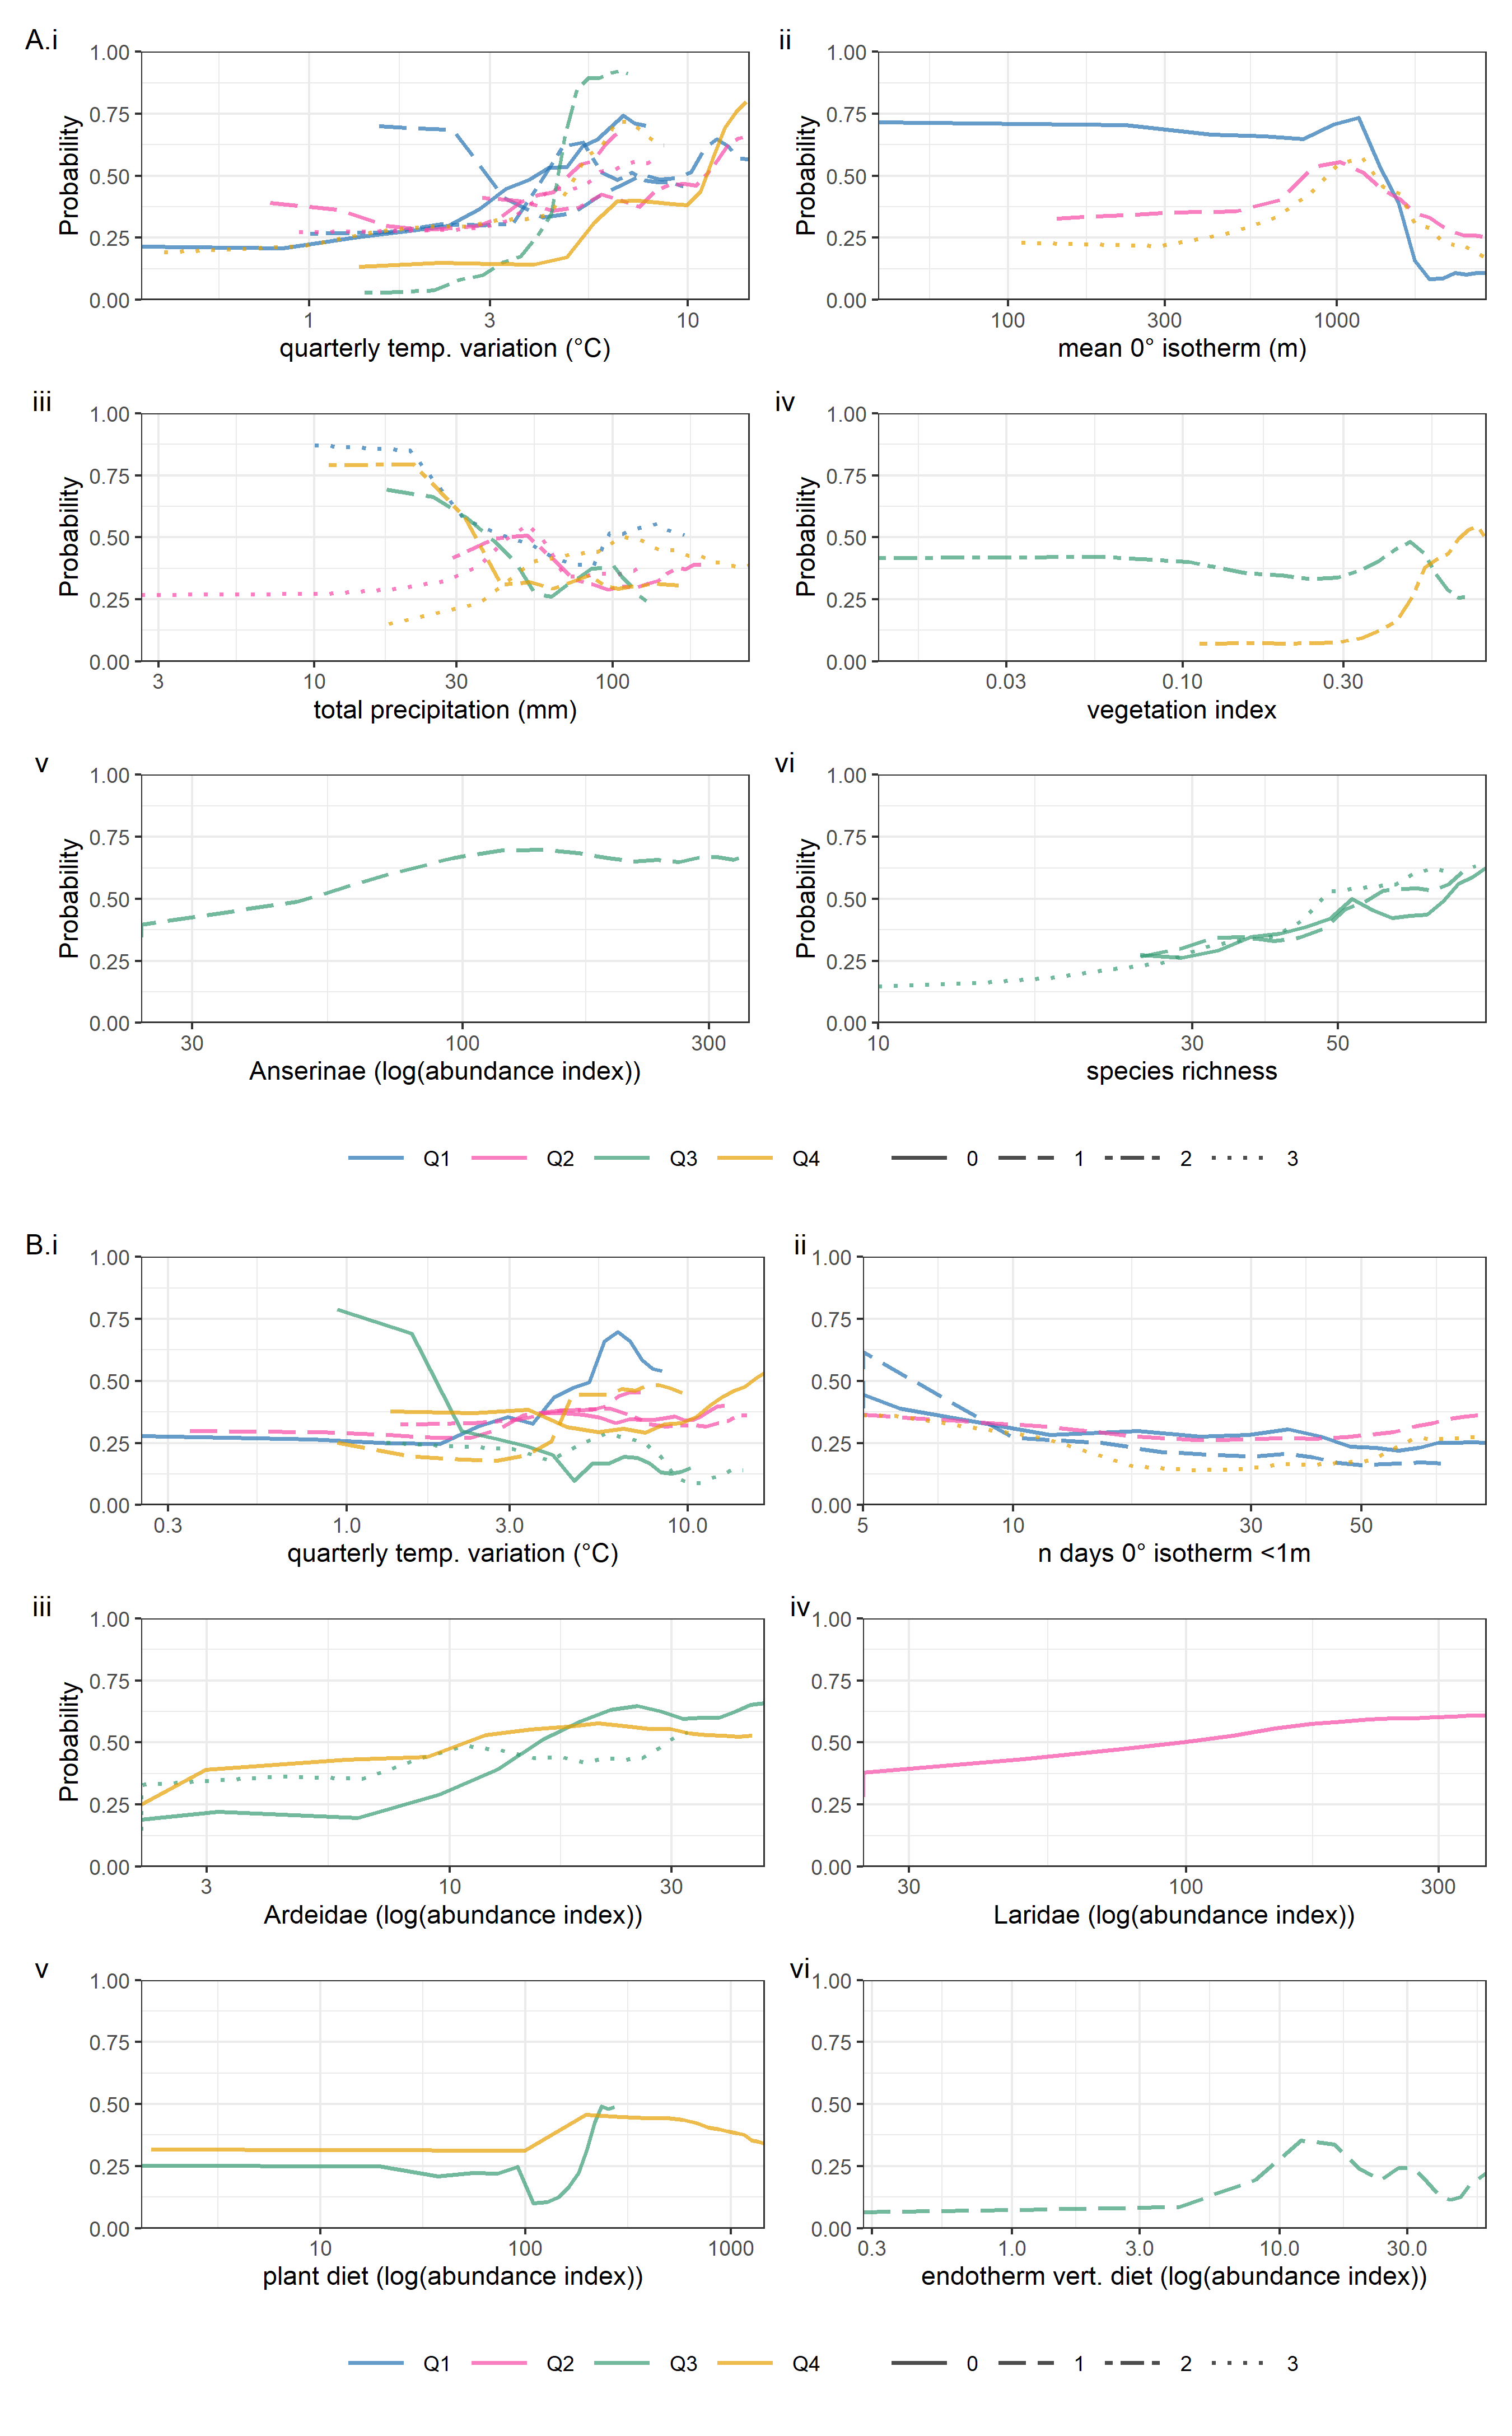 A.i
ii
1.00
0.75
0.50
0.25
0.00
Probability
1 3 10
quarterly temp. variation (°C)
1.00
0.75
0.50
0.25
0.00
Probability
100 300 1000
mean 0° isotherm (m)
iii
iv
1.00
0.75
0.50
0.25
0.00
Probability
3 10 30 100
total precipitation (mm)
1.00
0.75
0.50
0.25
0.00
Probability
0.03 0.10 0.30
vegetation index
v
vi
1.00
0.75
0.50
0.25
0.00
Probability
30 100 300
Anserinae (log(abundance index))
1.00
0.75
0.50
0.25
0.00
Probability
10 30 50
species richness
Q1 Q2 Q3 Q4 0 1 2 3
B.i
ii
1.00
0.75
0.50
0.25
0.00
Probability
0.3 1.0 3.0 10.0
quarterly temp. variation (°C)
1.00
0.75
0.50
0.25
0.00
5 10 30 50
n days 0° isotherm <1m
iii
iv
1.00
0.75
0.50
0.25
0.00
Probability
3 10 30
Ardeidae (log(abundance index))
1.00
0.75
0.50
0.25
0.00
30 100 300
Laridae (log(abundance index))
v
vi
1.00
0.75
0.50
0.25
0.00
10 100 1000
plant diet (log(abundance index))
1.00
0.75
0.50
0.25
0.00
0.3 1.0 3.0 10.0 30.0
endotherm vert. diet (log(abundance index))
Q1 Q2 Q3 Q4 0 1 2 3